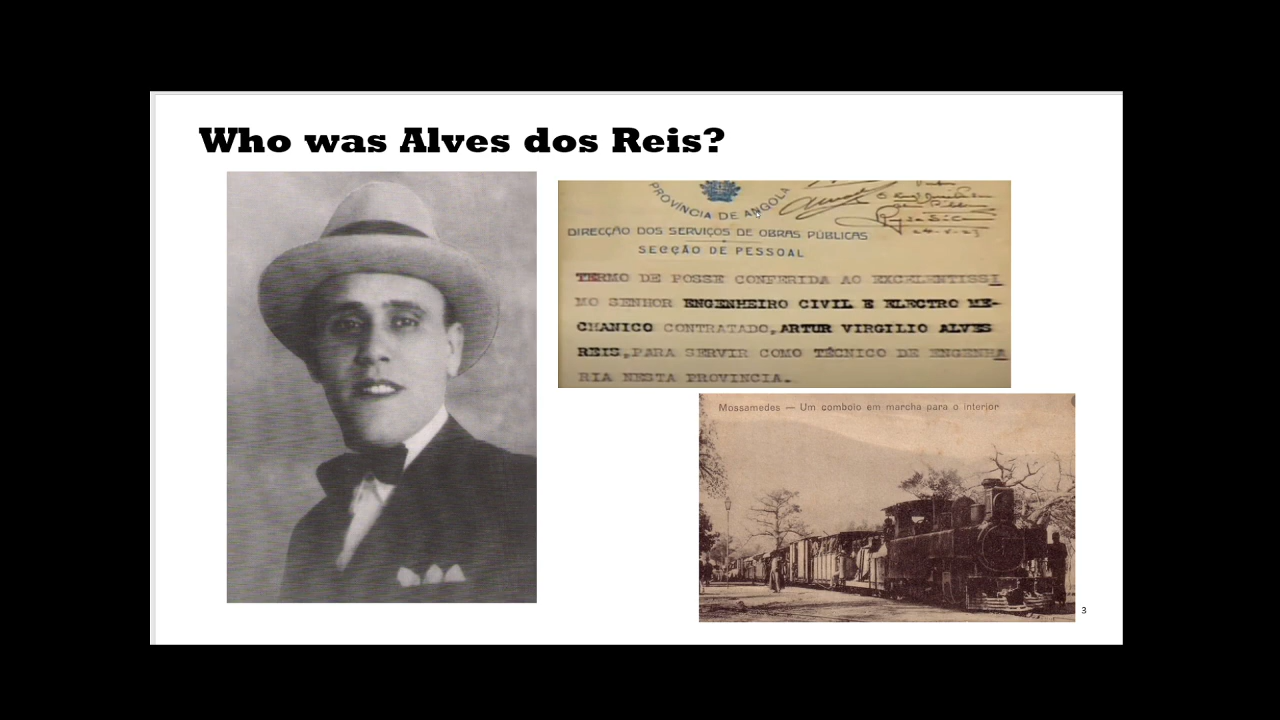 Who was Alves dos Reis?
PROVÍNCIA DE ANGOLA
DIRECÇÃO DOS SERVIÇOS DE OBRAS PÚBLICAS
SECÇÃO DE PESSOAL
TERMO DE POSSE CONFERIDA AO EXCELENTISSI
MO SENHOR ENGENHEIRO CIVIL E ELECTRO ME-
CHANICO CONTRATADO, ARTUR VIRGILIO ALVES
REIS, PARA SERVIR COMO TÉCNICO DE ENGENHA
RIA NESTA PROVINCIA.
Mossamedes — Um comboio em marcha para o interior
3